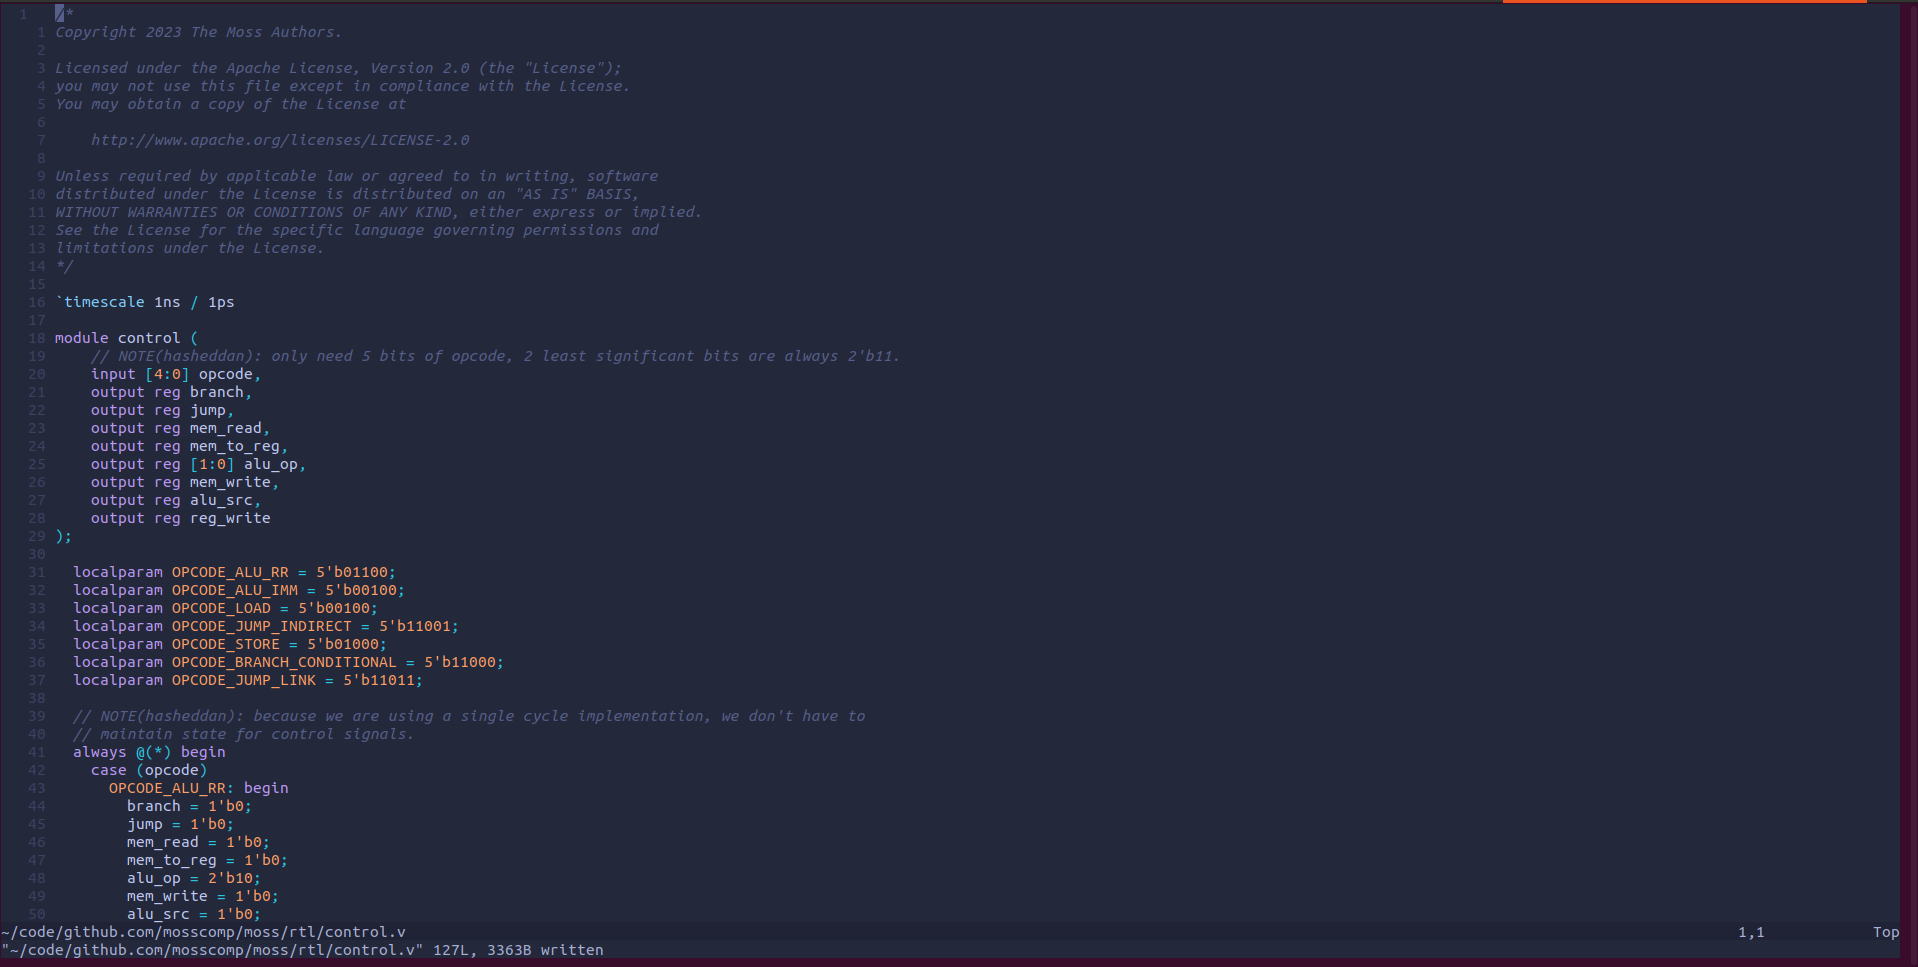 1 /*
1 Copyright 2023 The Moss Authors.
2
3 Licensed under the Apache License, Version 2.0 (the "License");
4 you may not use this file except in compliance with the License.
5 You may obtain a copy of the License at
6
7 http://www.apache.org/licenses/LICENSE-2.0
8
9 Unless required by applicable law or agreed to in writing, software
10 distributed under the License is distributed on an "AS IS" BASIS,
11 WITHOUT WARRANTIES OR CONDITIONS OF ANY KIND, either express or implied.
12 See the License for the specific language governing permissions and
13 limitations under the License.
14 */
15
16 `timescale 1ns / 1ps
17
18 module control (
19 // NOTE(hasheddan): only need 5 bits of opcode, 2 least significant bits are always 2'b11.
20 input [4:0] opcode,
21 output reg branch,
22 output reg jump,
23 output reg mem_read,
24 output reg mem_to_reg,
25 output reg [1:0] alu_op,
26 output reg mem_write,
27 output reg alu_src,
28 output reg reg_write
29 );
30
31 localparam OPCODE_ALU_RR = 5'b01100;
32 localparam OPCODE_ALU_IMM = 5'b00100;
33 localparam OPCODE_LOAD = 5'b00100;
34 localparam OPCODE_JUMP_INDIRECT = 5'b11001;
35 localparam OPCODE_STORE = 5'b01000;
36 localparam OPCODE_BRANCH_CONDITIONAL = 5'b11000;
37 localparam OPCODE_JUMP_LINK = 5'b11011;
38
39 // NOTE(hasheddan): because we are using a single cycle implementation, we don't have to
40 // maintain state for control signals.
41 always @(*) begin
42 case (opcode)
43 OPCODE_ALU_RR: begin
44 branch = 1'b0;
45 jump = 1'b0;
46 mem_read = 1'b0;
47 mem_to_reg = 1'b0;
48 alu_op = 2'b10;
49 mem_write = 1'b0;
50 alu_src = 1'b0;
~/code/github.com/mosscomp/moss/rtl/control.v 1,1 Top
"~/code/github.com/mosscomp/moss/rtl/control.v" 127L, 3363B written